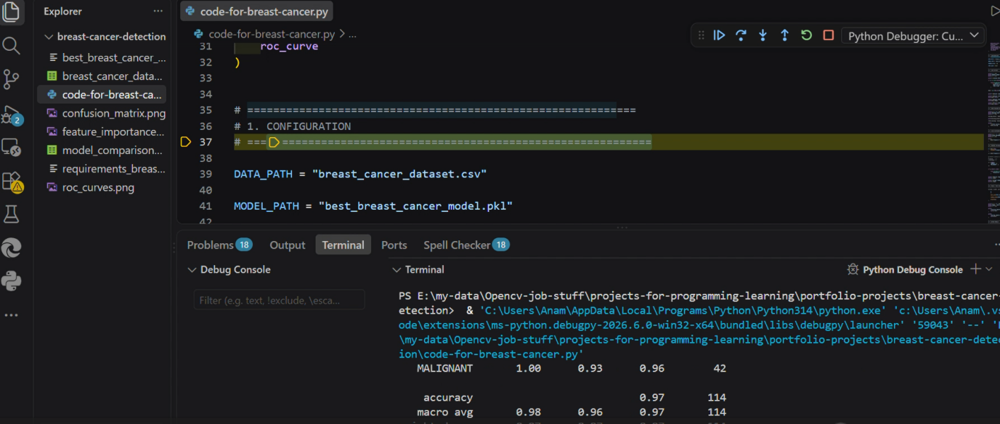 Explorer
breast-cancer-detection
best_breast_cancer_...
breast_cancer_data...
code-for-breast-ca...
confusion_matrix.png
feature_importance...
model_comparison...
requirements_breas...
roc_curves.png
2
code-for-breast-cancer.py
code-for-breast-cancer.py > ...
Python Debugger: Cu...
31 roc_curve
32 )
33
34
35 # ============================================================
36 # 1. CONFIGURATION
37 # ============================================================
38
39 DATA_PATH = "breast_cancer_dataset.csv"
40
41 MODEL_PATH = "best_breast_cancer_model.pkl"
42
Problems 18 Output Terminal Ports Spell Checker 18
Debug Console
Filter (e.g. text, !exclude, \esca...
Terminal
Python Debug Console
PS E:\my-data\Opencv-job-stuff\projects-for-programming-learning\portfolio-projects\breast-cancer-
etection> & 'C:\Users\Anam\AppData\Local\Programs\Python\Python314\python.exe' 'c:\Users\Anam\.vs
ode\extensions\ms-python.debugpy-2026.6.0-win32-x64\bundled\libs\debugpy\launcher' '59043' '--'
\my-data\Opencv-job-stuff\projects-for-programming-learning\portfolio-projects\breast-cancer-detec
ion\code-for-breast-cancer.py'
MALIGNANT 1.00 0.93 0.96 42
accuracy 0.97 114
macro avg 0.98 0.96 0.97 114